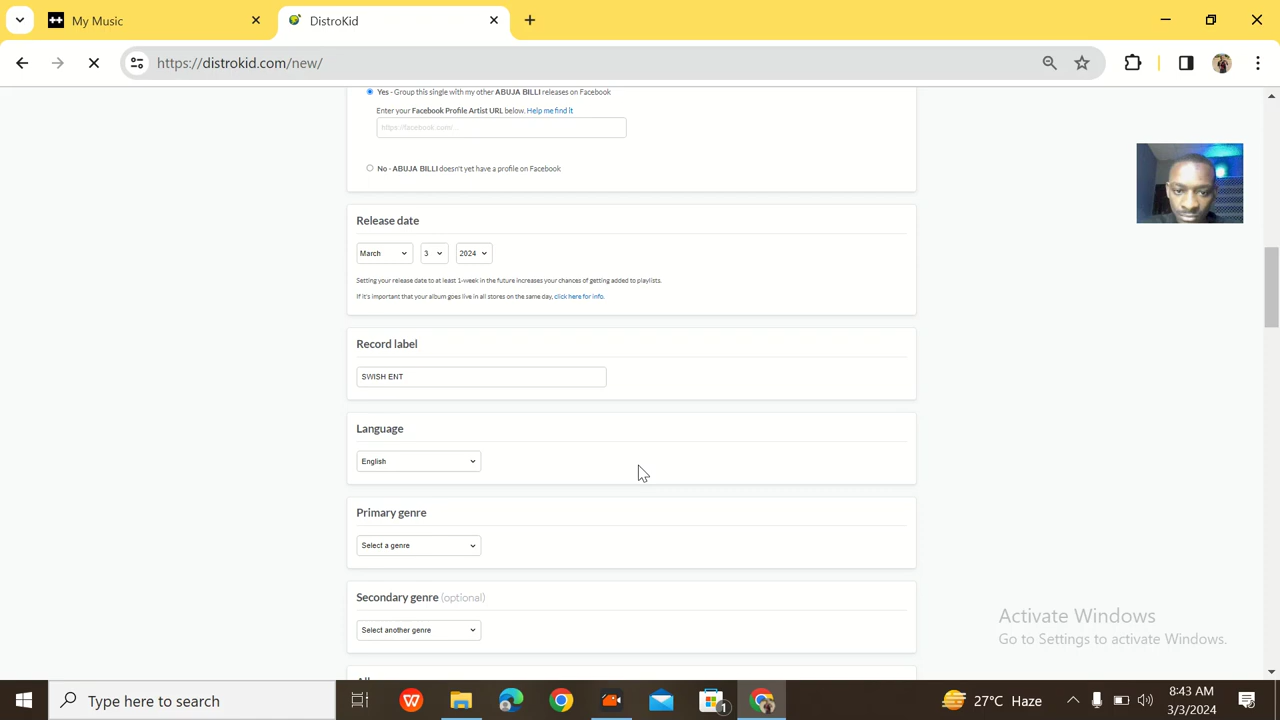 My Music
DistroKid
https://distrokid.com/new/
Yes - Group this single with my other ABUJA BILLI releases on Facebook
Enter your Facebook Profile Artist URL below. Help me find it
https://facebook.com/...
No - ABUJA BILLI doesn't yet have a profile on Facebook
Release date
March 3 2024
Setting your release date to at least 1-week in the future increases your chances of getting added to playlists.
If it's important that your album goes live in all stores on the same day, click here for info.
Record label
SWISH ENT
Language
English
Primary genre
Select a genre
Secondary genre (optional)
Select another genre
Activate Windows
Go to Settings to activate Windows.
Type here to search
1
27°C Haze
8:43 AM
3/3/2024